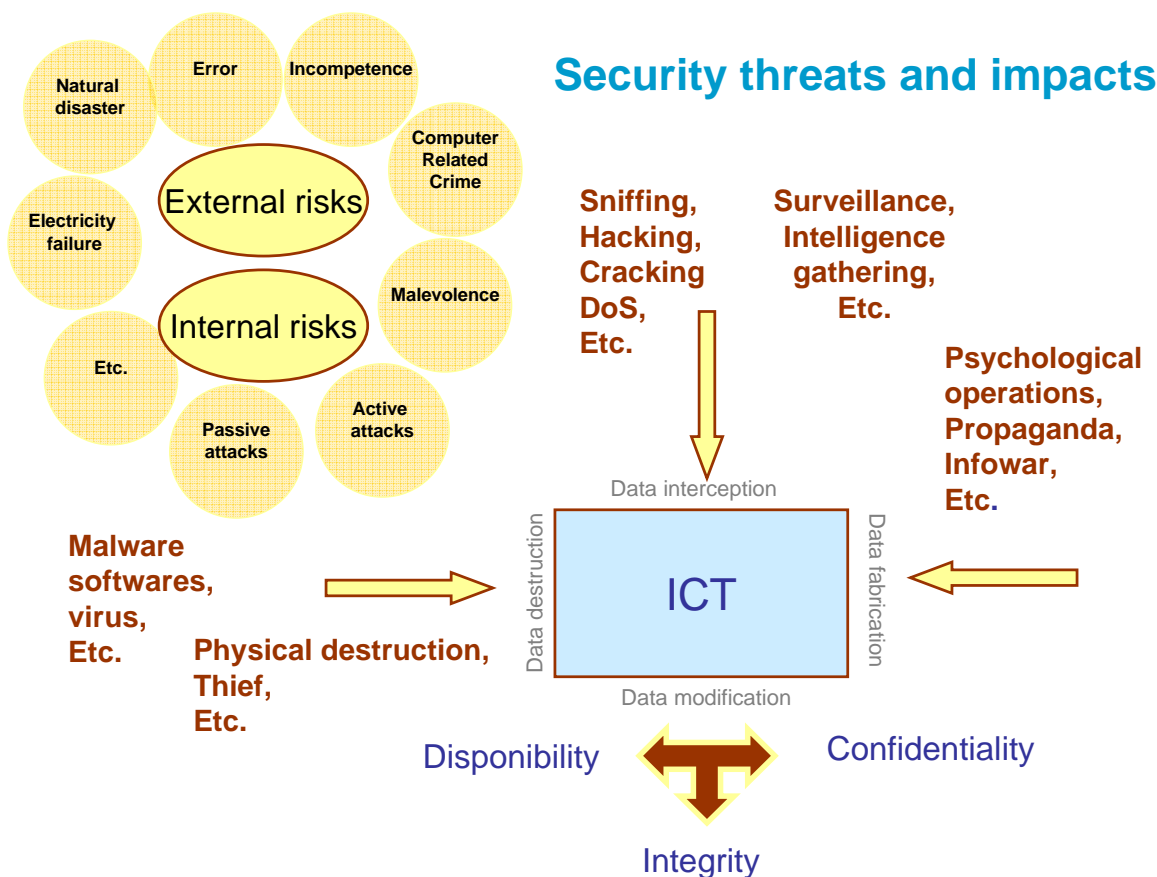 Security threats and impacts
Error
Incompetence
Natural
disaster
Computer
Related
Crime
External risks
Electricity
failure
Malevolence
Internal risks
Etc.
Active
attacks
Passive
attacks
Sniffing,
Hacking,
Cracking
DoS,
Etc.
Surveillance,
Intelligence
gathering,
Etc.
Psychological
operations,
Propaganda,
Infowar,
Etc.
Malware
softwares,
virus,
Etc.
Physical destruction,
Thief,
Etc.
Data interception
Data destruction
ICT
Data fabrication
Data modification
Disponibility
Confidentiality
Integrity